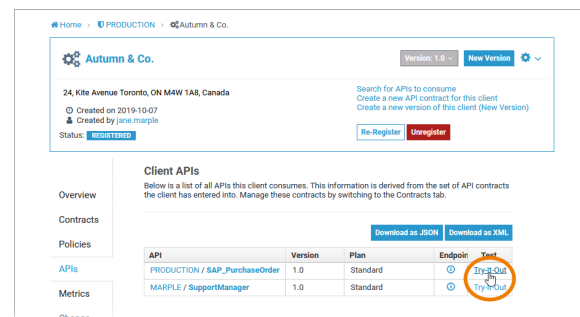 Home › PRODUCTION › Autumn & Co.
Autumn & Co.
Version: 1.0
New Version
24, Kite Avenue Toronto, ON M4W 1A8, Canada
Search for APIs to consume
Create a new API contract for this client
Create a new version of this client (New Version)
Created on 2019-10-07
Created by jane.marple
Status: REGISTERED
Re-Register
Unregister
Client APIs
Below is a list of all APIs this client consumes. This information is derived from the set of API contracts
the client has entered into. Manage these contracts by switching to the Contracts tab.
Overview
Contracts
Policies
APIs
Metrics
Download as JSON
Download as XML
API Version Plan Endpoin Test
PRODUCTION / SAP_PurchaseOrder 1.0 Standard Try-It-Out
MARPLE / SupportManager 1.0 Standard Try-It-Out